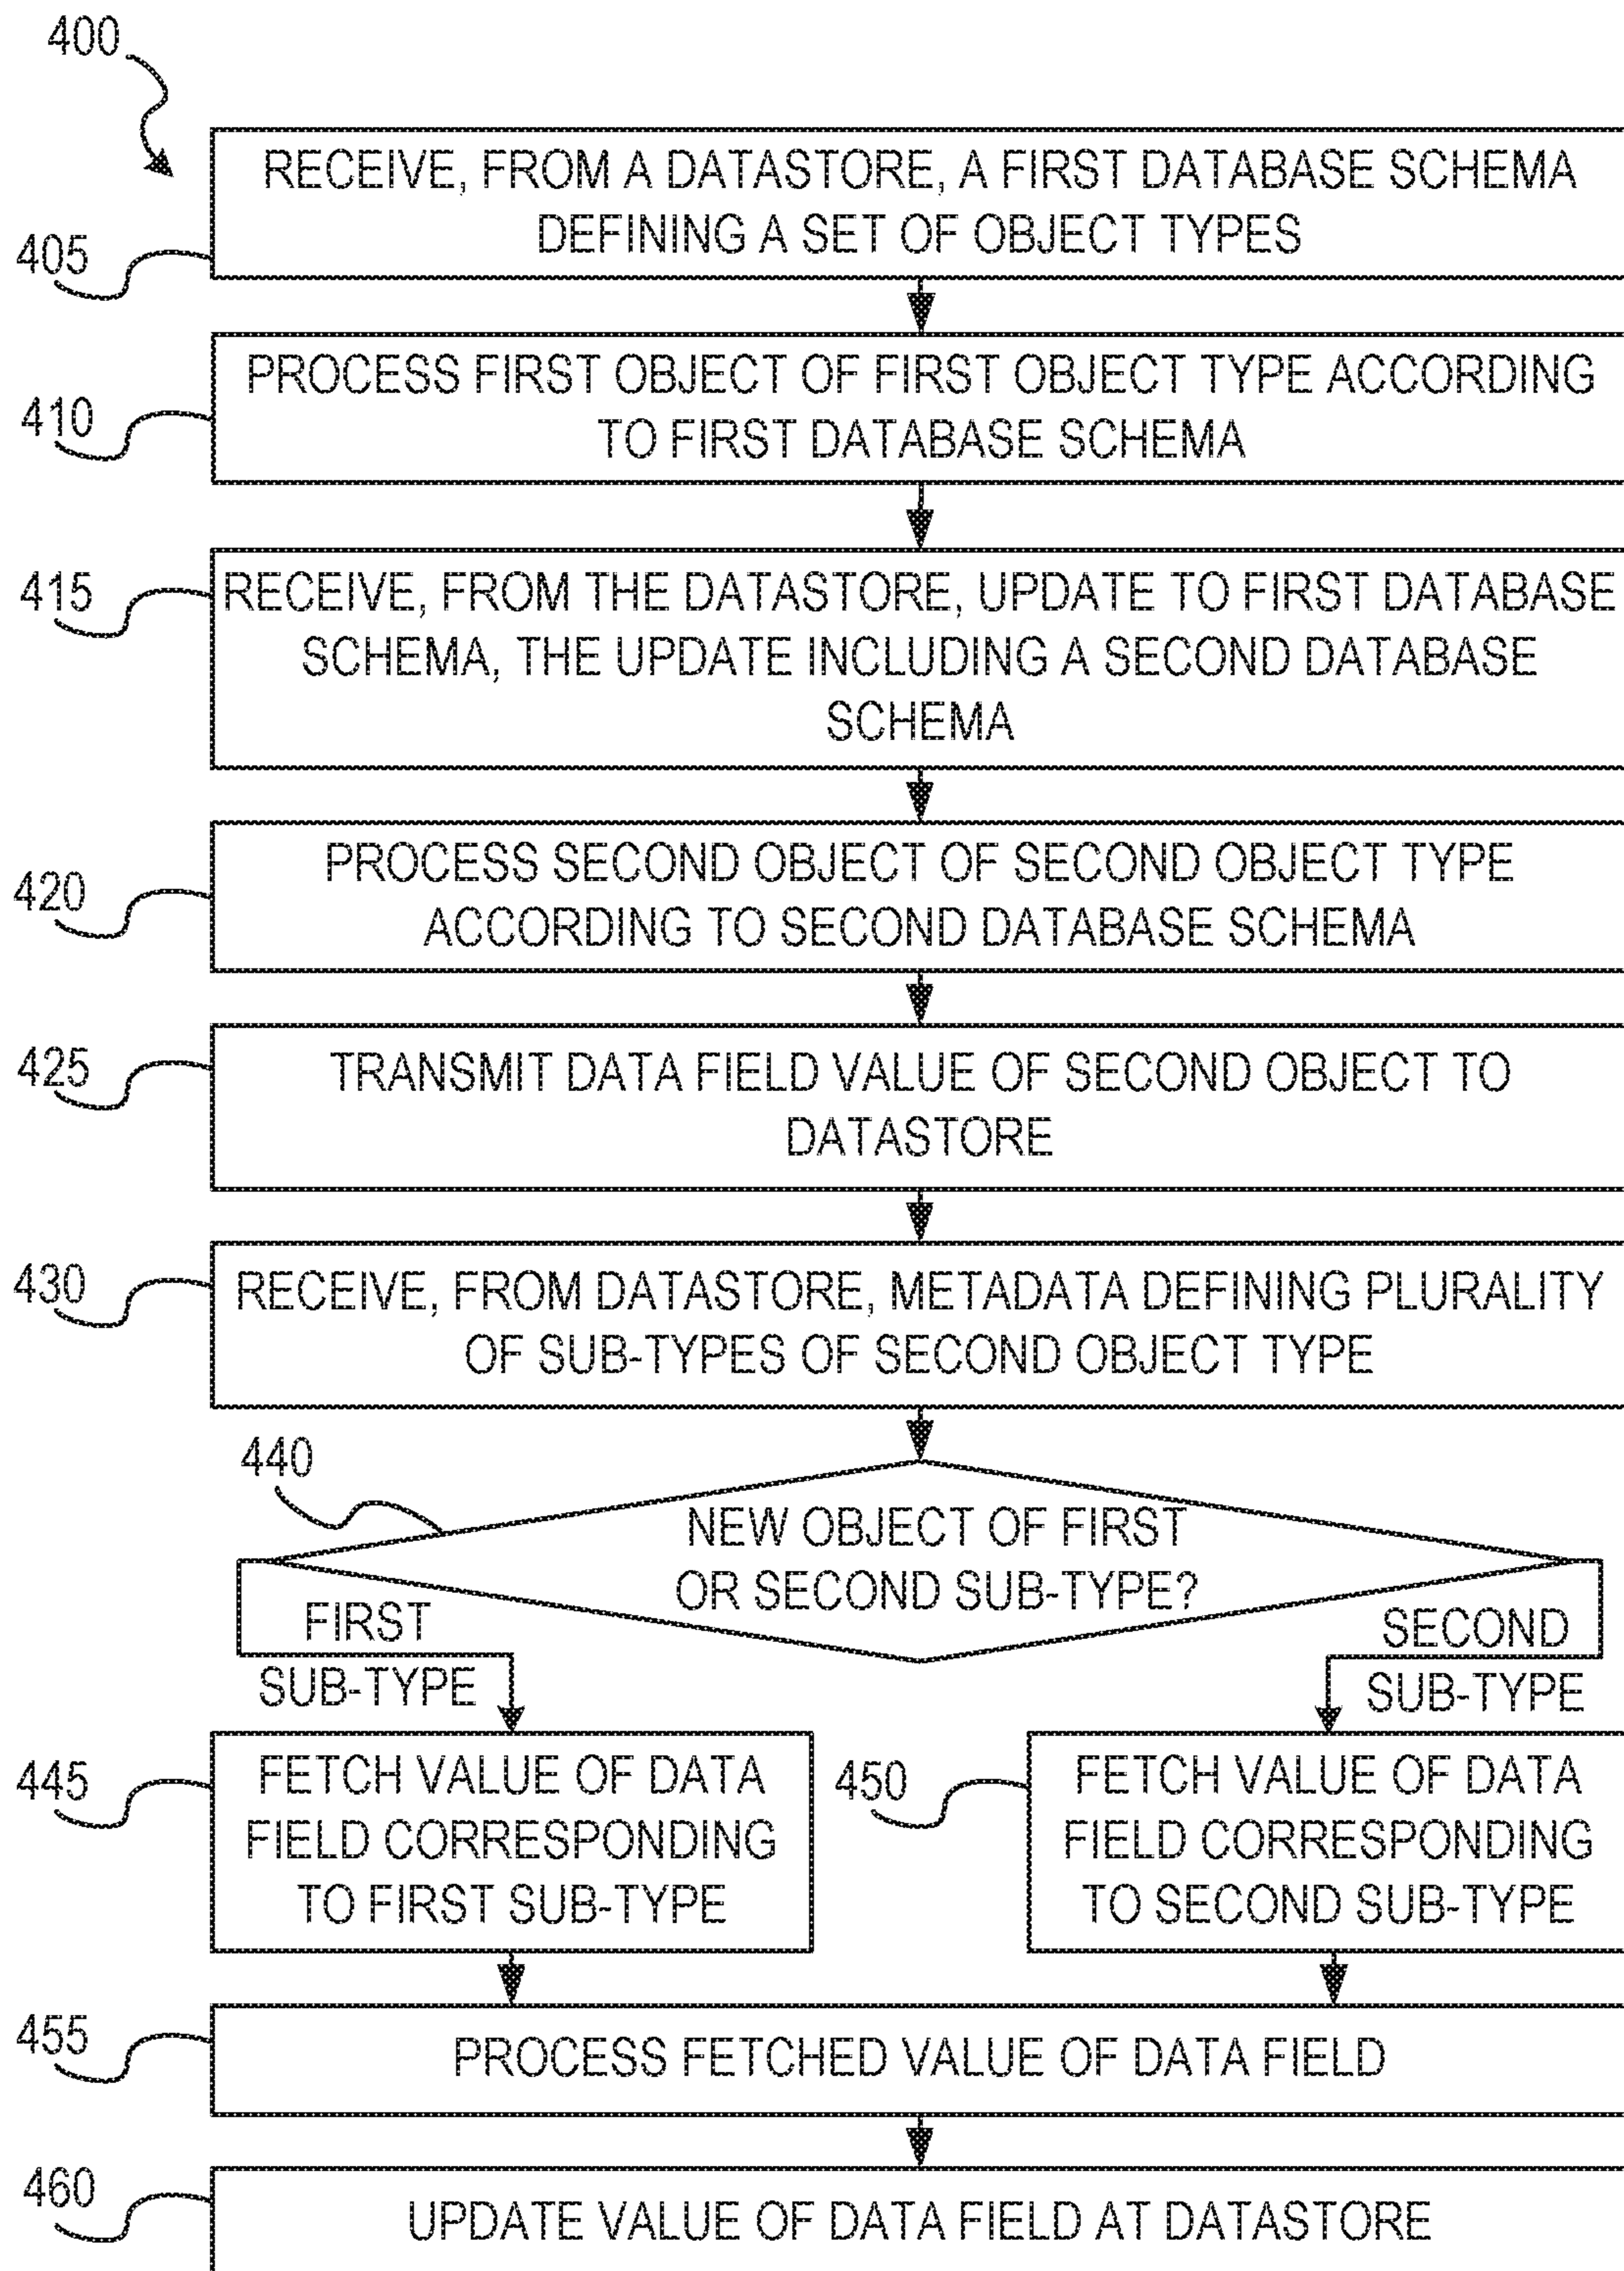 400
RECEIVE, FROM A DATASTORE, A FIRST DATABASE SCHEMA
DEFINING A SET OF OBJECT TYPES
405
PROCESS FIRST OBJECT OF FIRST OBJECT TYPE ACCORDING
TO FIRST DATABASE SCHEMA
410
RECEIVE, FROM THE DATASTORE, UPDATE TO FIRST DATABASE
SCHEMA, THE UPDATE INCLUDING A SECOND DATABASE
SCHEMA
415
PROCESS SECOND OBJECT OF SECOND OBJECT TYPE
ACCORDING TO SECOND DATABASE SCHEMA
420
TRANSMIT DATA FIELD VALUE OF SECOND OBJECT TO
DATASTORE
425
RECEIVE, FROM DATASTORE, METADATA DEFINING PLURALITY
OF SUB-TYPES OF SECOND OBJECT TYPE
430
440
NEW OBJECT OF FIRST
OR SECOND SUB-TYPE?
FIRST
SUB-TYPE
SECOND
SUB-TYPE
445
FETCH VALUE OF DATA
FIELD CORRESPONDING
TO FIRST SUB-TYPE
450
FETCH VALUE OF DATA
FIELD CORRESPONDING
TO SECOND SUB-TYPE
455
PROCESS FETCHED VALUE OF DATA FIELD
460
UPDATE VALUE OF DATA FIELD AT DATASTORE